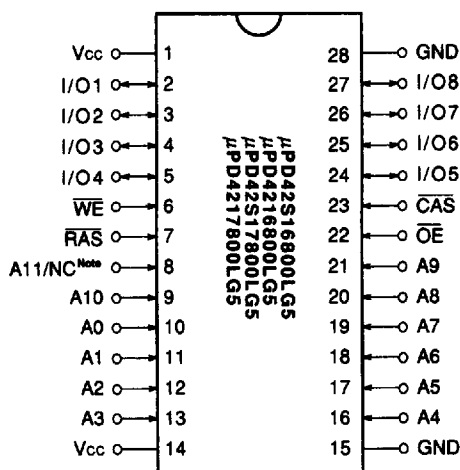 Vcc 1 28 GND
I/O1 2 27 I/O8
I/O2 3 26 I/O7
I/O3 4 25 I/O6
I/O4 5 24 I/O5
WE 6 23 CAS
RAS 7 22 OE
A11/NC Note 8 21 A9
A10 9 20 A8
A0 10 19 A7
A1 11 18 A6
A2 12 17 A5
A3 13 16 A4
Vcc 14 15 GND
μPD42S16800LG5
μPD4216800LG5
μPD42S17800LG5
μPD4217800LG5